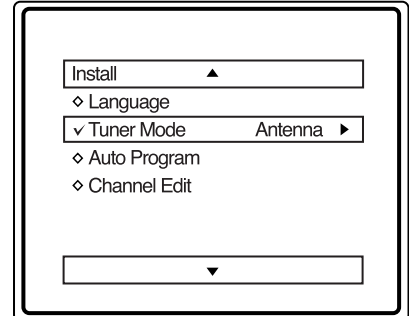 Install ▲
◇ Language
✓ Tuner Mode Antenna ▶
◇ Auto Program
◇ Channel Edit
▼